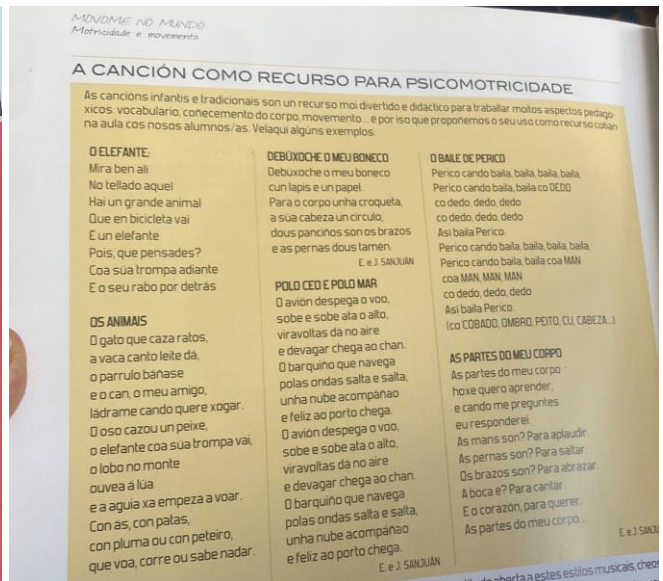 MÓVOME NO MUNDO
Motricidade e movemento
A CANCIÓN COMO RECURSO PARA PSICOMOTRICIDADE
As cancións infantís e tradicionais son un recurso moi divertido e didáctico para traballar moitos aspectos pedagó-
xicos: vocabulario, coñecemento do corpo, movemento... e por iso que propoñemos o seu uso como recurso cotián
na aula cos nosos alumnos/as. Velaquí algúns exemplos:
O ELEFANTE:
Mira ben alí
No tellado aquel
Hai un grande animal
Que en bicicleta vai
É un elefante
Pois, que pensades?
Coa súa trompa adiante
E o seu rabo por detrás
OS ANIMAIS
O gato que caza ratos,
a vaca canto leite dá,
o parrulo báñase
e o can, o meu amigo,
ládrame cando quere xogar.
O oso cazou un peixe,
o elefante coa súa trompa vai,
o lobo no monte
ouvea á lúa
e a aguia xa empeza a voar.
Con ás, con patas,
con pluma ou con peteiro,
que voa, corre ou sabe nadar.
DEBÚXOCHE O MEU BONECO
Debúxoche o meu boneco
cun lapis e un papel.
Para o corpo unha croqueta,
a súa cabeza un círculo,
dous panciños son os brazos
e as pernas dous tamén.
E. e J. SANJUÁN
POLO CEO E POLO MAR
O avión despega o voo,
sobe e sobe ata o alto,
viravoltas dá no aire
e devagar chega ao chan.
O barquiño que navega
polas ondas salta e salta,
unha nube acompáñao
e feliz ao porto chega.
O avión despega o voo,
sobe e sobe ata o alto,
viravoltas dá no aire
e devagar chega ao chan.
O barquiño que navega
polas ondas salta e salta,
unha nube acompáñao
e feliz ao porto chega.
E. e J. SANJUÁN
O BAILE DE PERICO
Perico cando baila, baila, baila, baila,
Perico cando baila, baila co DEDO
co dedo, dedo, dedo
co dedo, dedo, dedo
Así baila Perico.
Perico cando baila, baila, baila, baila,
Perico cando baila, baila coa MAN
coa MAN, MAN, MAN
co dedo, dedo, dedo
Así baila Perico.
(co CÓBADO, OMBRO, PEITO, CU, CABEZA...)
AS PARTES DO MEU CORPO
As partes do meu corpo
hoxe quero aprender,
e cando me preguntes
eu responderei:
As mans son? Para aplaudir.
As pernas son? Para saltar.
Os brazos son? Para abrazar.
A boca é? Para cantar.
E o corazón, para querer.
As partes do meu corpo...
E. e J. SANJU
aberta a estes estilos musicais, cheos